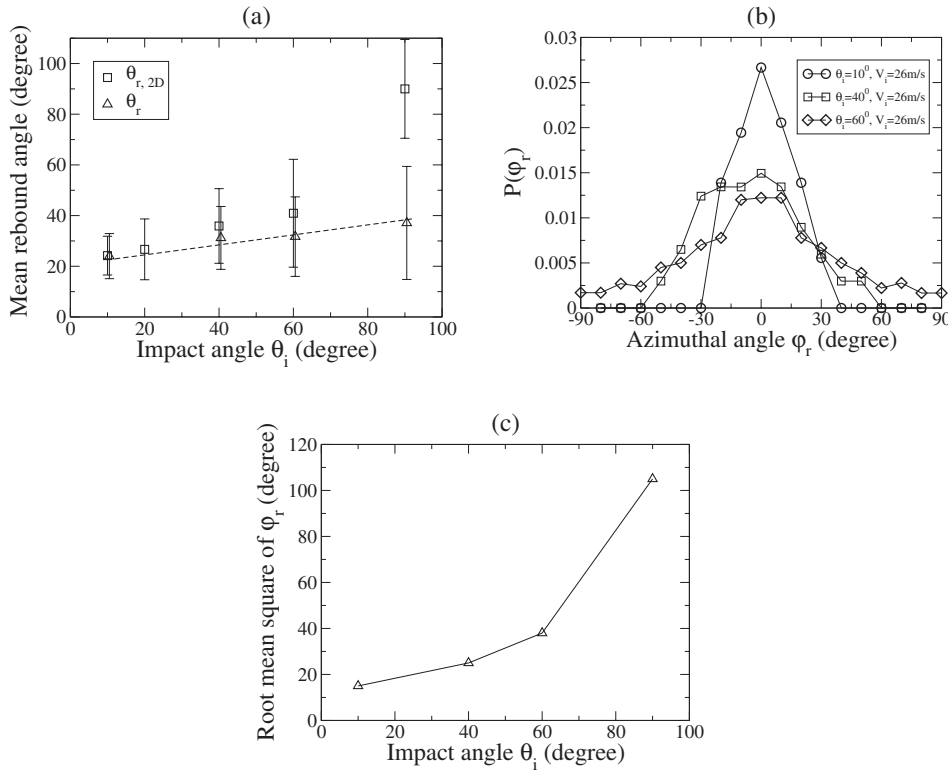 (a)
Mean rebound angle (degree)
100
80
60
40
20
0
θr, 2D
θr
0 20 40 60 80 100
Impact angle θi (degree)
(b)
P(φr)
0.03
0.025
0.02
0.015
0.01
0.005
0
θi=10⁰, Vi=26m/s
θi=40⁰, Vi=26m/s
θi=60⁰, Vi=26m/s
-90 -60 -30 0 30 60 90
Azimuthal angle φr (degree)
(c)
Root mean square of φr (degree)
120
100
80
60
40
20
0
0 20 40 60 80 100
Impact angle θi (degree)